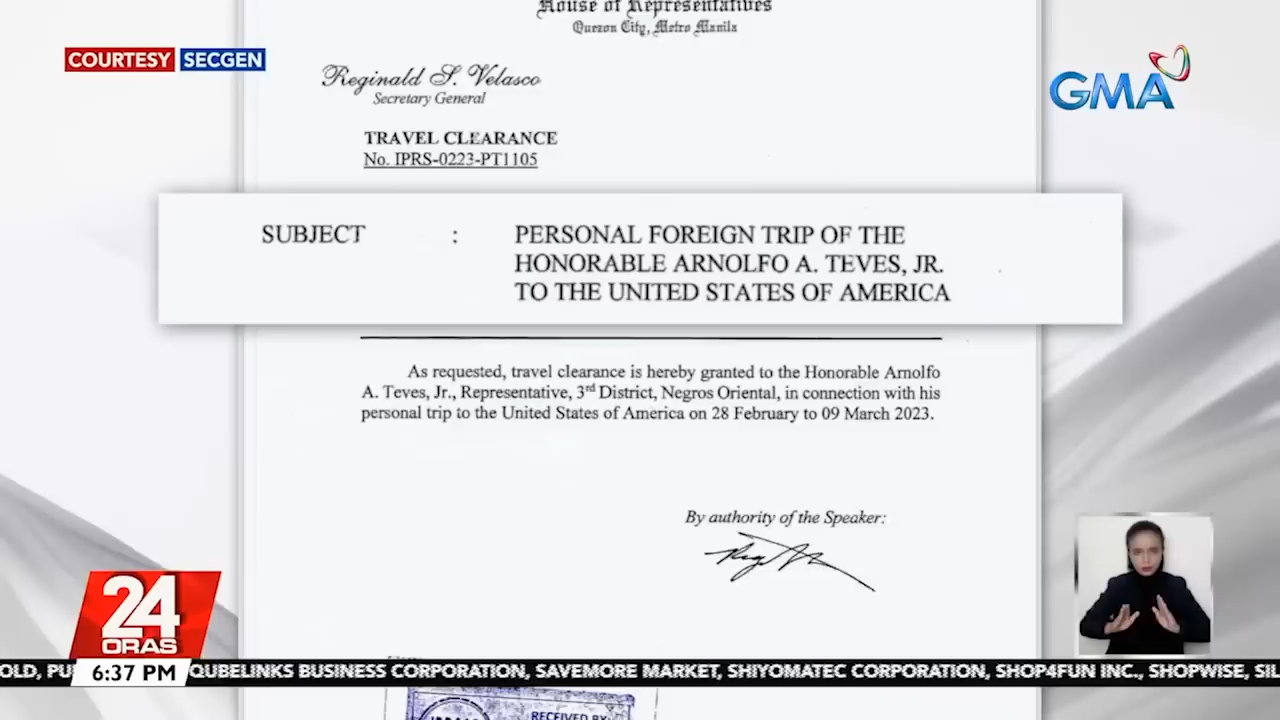 House of Representatives
Quezon City, Metro Manila
COURTESY SECGEN
GMA
Reginald S. Velasco
Secretary General
TRAVEL CLEARANCE
No. IPRS-0223-PT1105
SUBJECT : PERSONAL FOREIGN TRIP OF THE
HONORABLE ARNOLFO A. TEVES, JR.
TO THE UNITED STATES OF AMERICA
As requested, travel clearance is hereby granted to the Honorable Arnolfo
A. Teves, Jr., Representative, 3rd District, Negros Oriental, in connection with his
personal trip to the United States of America on 28 February to 09 March 2023.
By authority of the Speaker:
24
ORAS
6:37 PM
OLD, QUBELINKS BUSINESS CORPORATION, SAVEMORE MARKET, SHIYOMATEC CORPORATION, SHOP4FUN INC., SHOPWISE,
RECEIVED BY